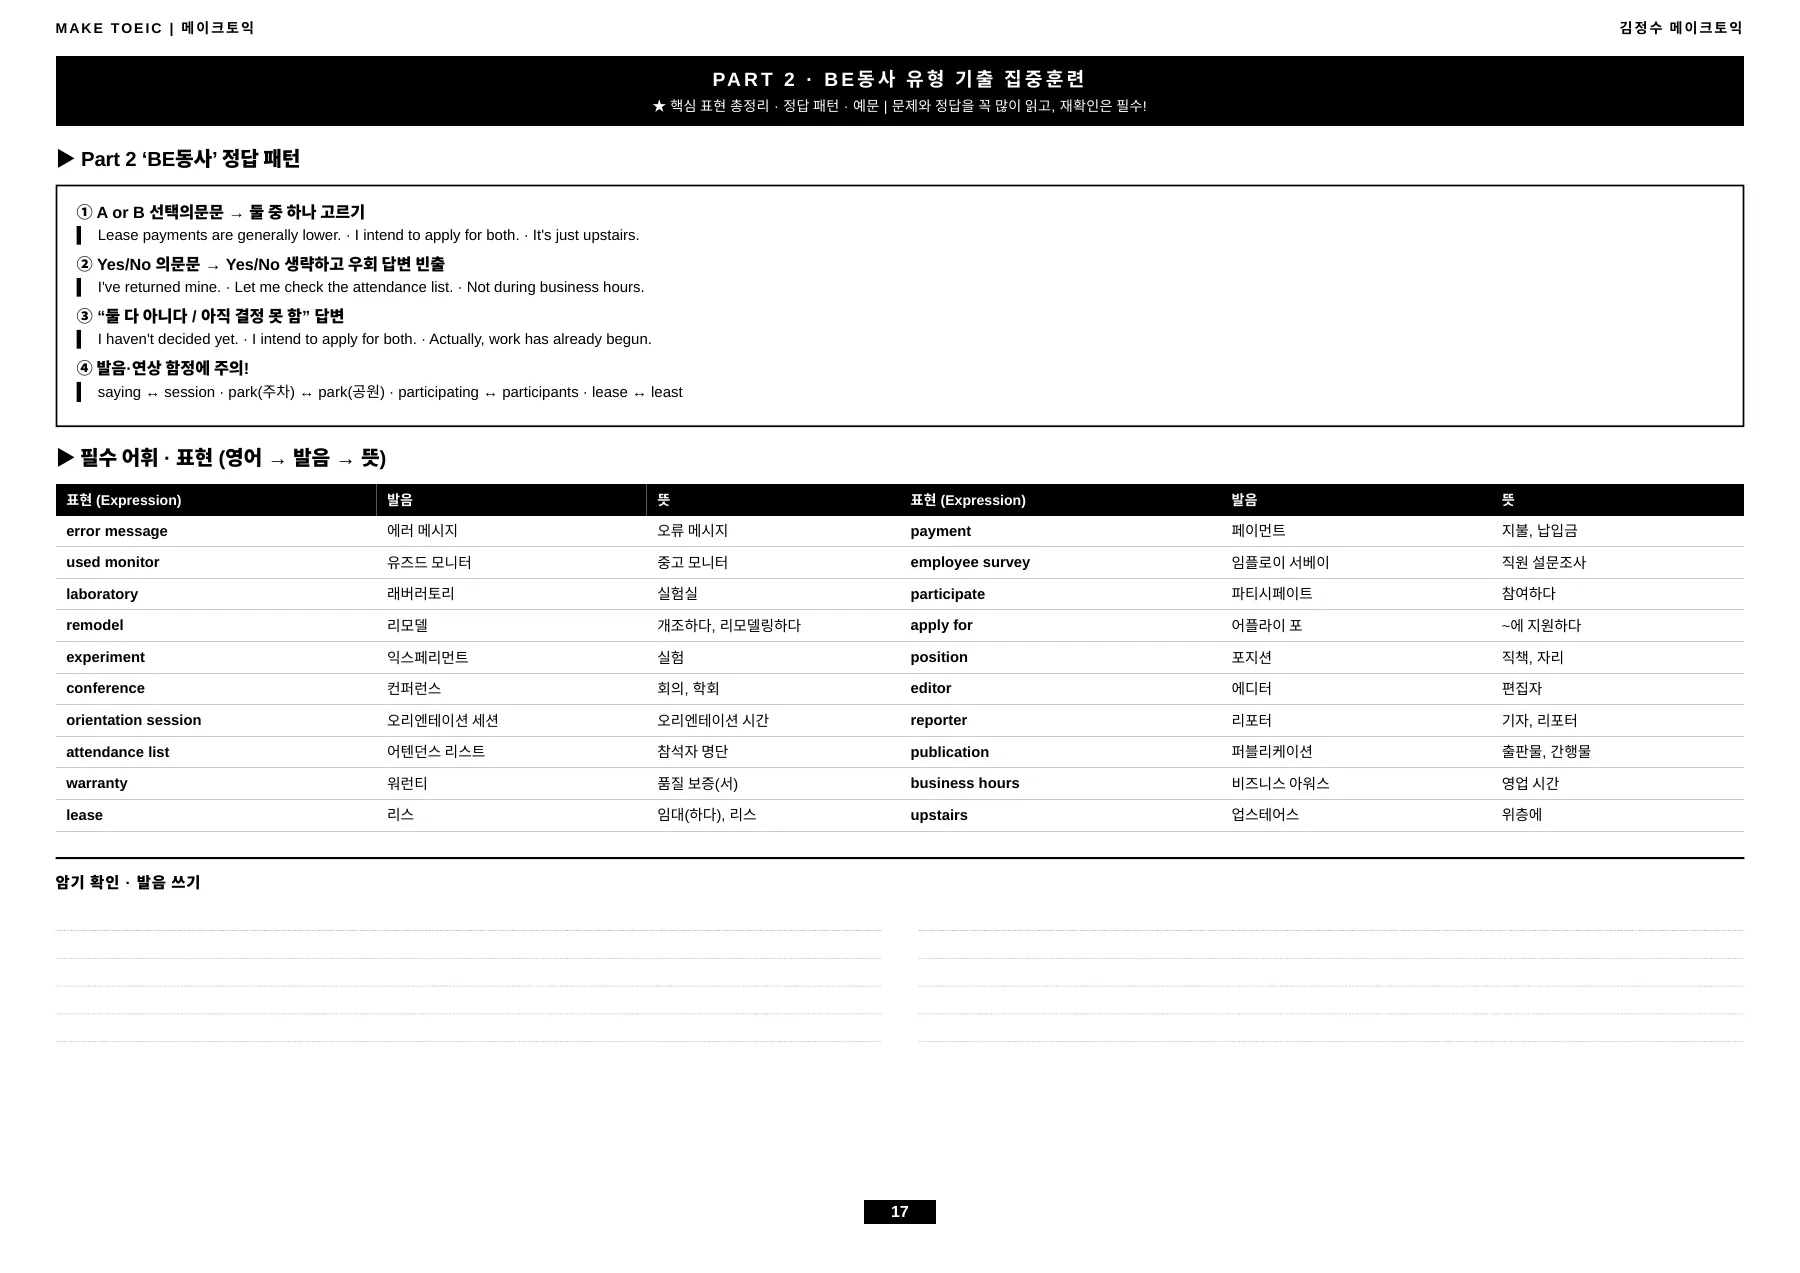 MAKE TOEIC | 메이크토익
김정수 메이크토익
PART 2 · BE동사 유형 기출 집중훈련
★ 핵심 표현 총정리 · 정답 패턴 · 예문 | 문제와 정답을 꼭 많이 읽고, 재확인은 필수!
▶ Part 2 ‘BE동사’ 정답 패턴
① A or B 선택의문문 → 둘 중 하나 고르기
Lease payments are generally lower. · I intend to apply for both. · It's just upstairs.
② Yes/No 의문문 → Yes/No 생략하고 우회 답변 빈출
I've returned mine. · Let me check the attendance list. · Not during business hours.
③ “둘 다 아니다 / 아직 결정 못 함” 답변
I haven't decided yet. · I intend to apply for both. · Actually, work has already begun.
④ 발음·연상 함정에 주의!
saying ↔ session · park(주차) ↔ park(공원) · participating ↔ participants · lease ↔ least
▶ 필수 어휘 · 표현 (영어 → 발음 → 뜻)
표현 (Expression) 발음 뜻 표현 (Expression) 발음 뜻
error message 에러 메시지 오류 메시지 payment 페이먼트 지불, 납입금
used monitor 유즈드 모니터 중고 모니터 employee survey 임플로이 서베이 직원 설문조사
laboratory 래버러토리 실험실 participate 파티시페이트 참여하다
remodel 리모델 개조하다, 리모델링하다 apply for 어플라이 포 ~에 지원하다
experiment 익스페리먼트 실험 position 포지션 직책, 자리
conference 컨퍼런스 회의, 학회 editor 에디터 편집자
orientation session 오리엔테이션 세션 오리엔테이션 시간 reporter 리포터 기자, 리포터
attendance list 어텐던스 리스트 참석자 명단 publication 퍼블리케이션 출판물, 간행물
warranty 워런티 품질 보증(서) business hours 비즈니스 아워스 영업 시간
lease 리스 임대(하다), 리스 upstairs 업스테어스 위층에
암기 확인 · 발음 쓰기
17